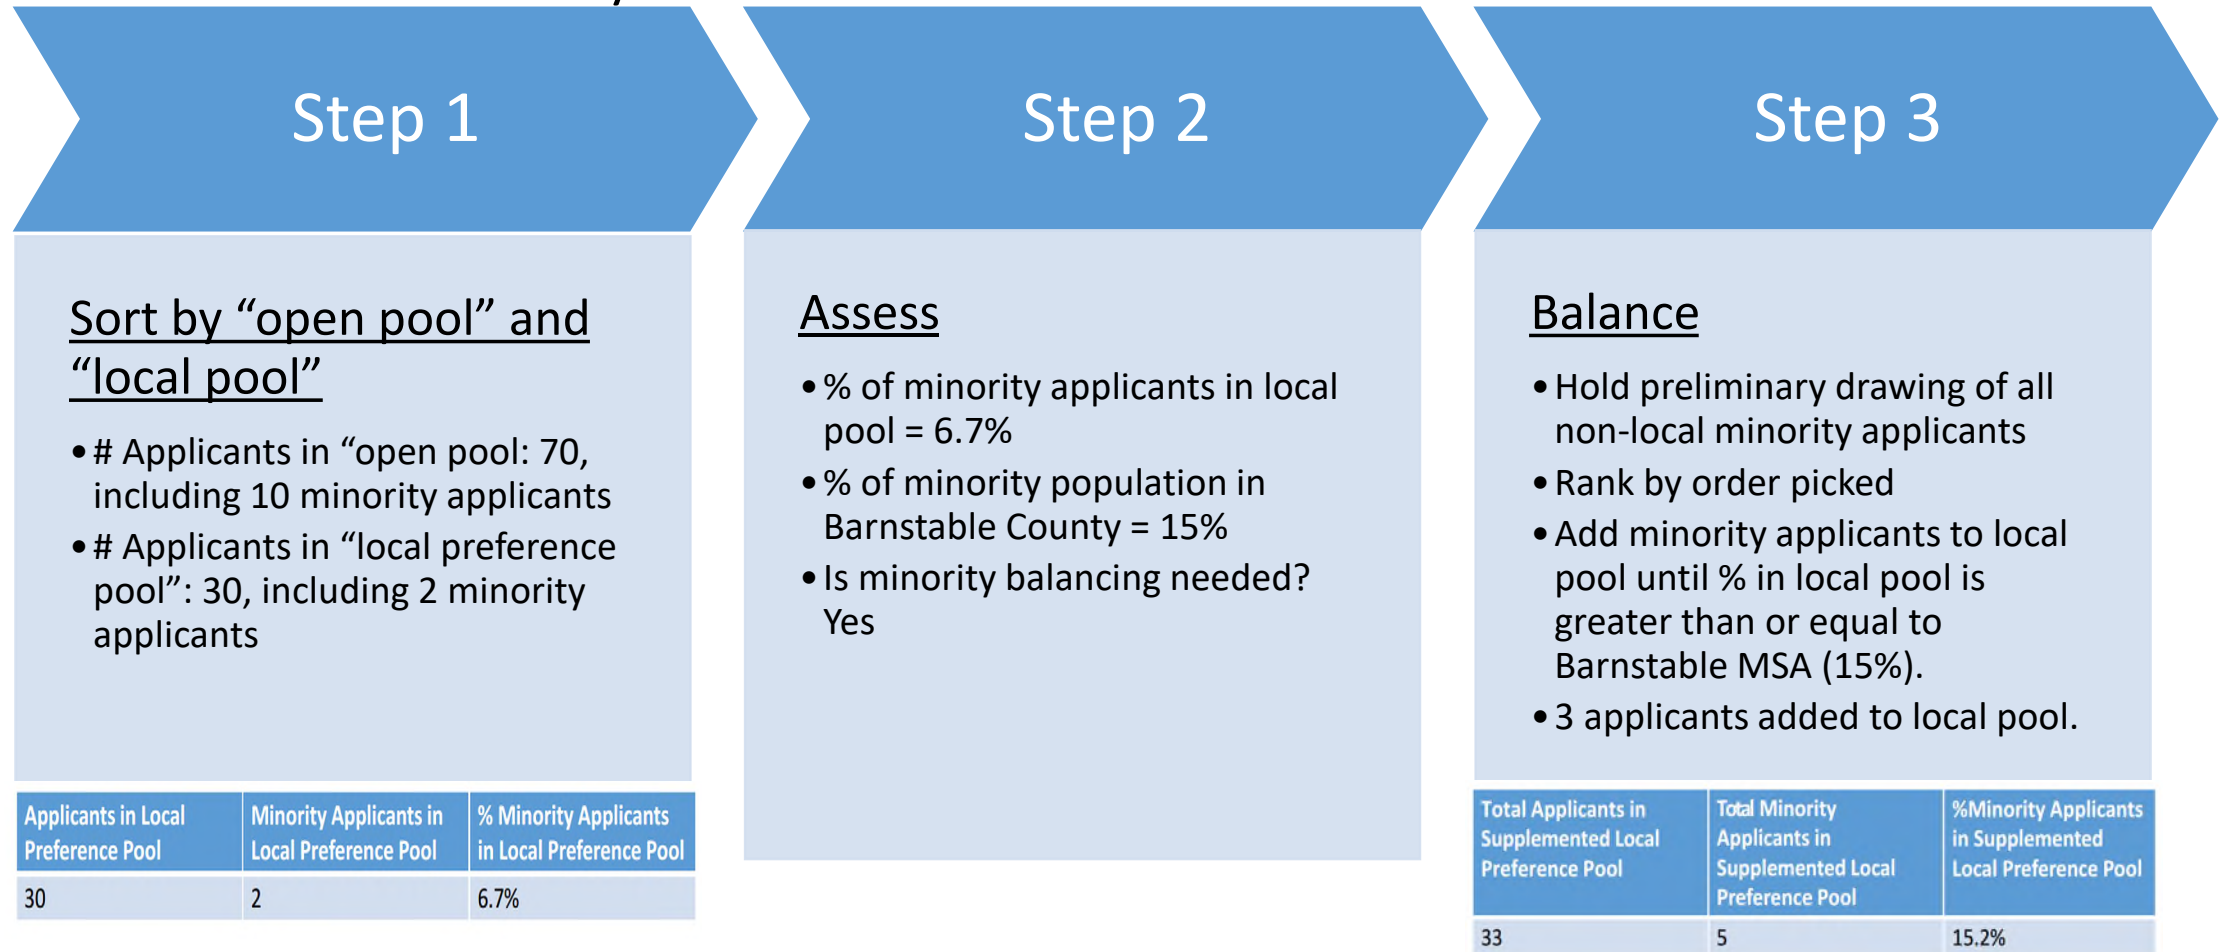 Step 1
Sort by “open pool” and
“local pool”
•# Applicants in “open pool: 70,
including 10 minority applicants
•# Applicants in “local preference
pool”: 30, including 2 minority
applicants
Applicants in Local
Preference Pool
Minority Applicants in
Local Preference Pool
% Minority Applicants
in Local Preference Pool
30
2
6.7%
Step 2
Assess
•% of minority applicants in local
pool = 6.7%
•% of minority population in
Barnstable County = 15%
•Is minority balancing needed?
Yes
Step 3
Balance
•Hold preliminary drawing of all
non-local minority applicants
•Rank by order picked
•Add minority applicants to local
pool until % in local pool is
greater than or equal to
Barnstable MSA (15%).
•3 applicants added to local pool.
Total Applicants in
Supplemented Local
Preference Pool
Total Minority
Applicants in
Supplemented Local
Preference Pool
%Minority Applicants
in Supplemented
Local Preference Pool
33
5
15.2%